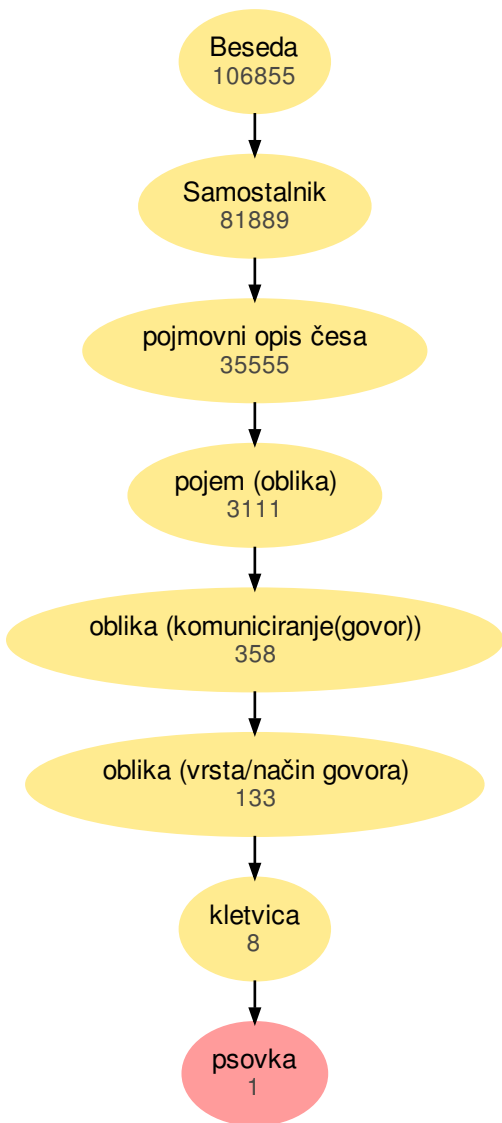 Beseda
106855
Samostalnik
81889
pojmovni opis česa
35555
pojem (oblika)
3111
oblika (komuniciranje(govor))
358
oblika (vrsta/način govora)
133
kletvica
8
psovka
1